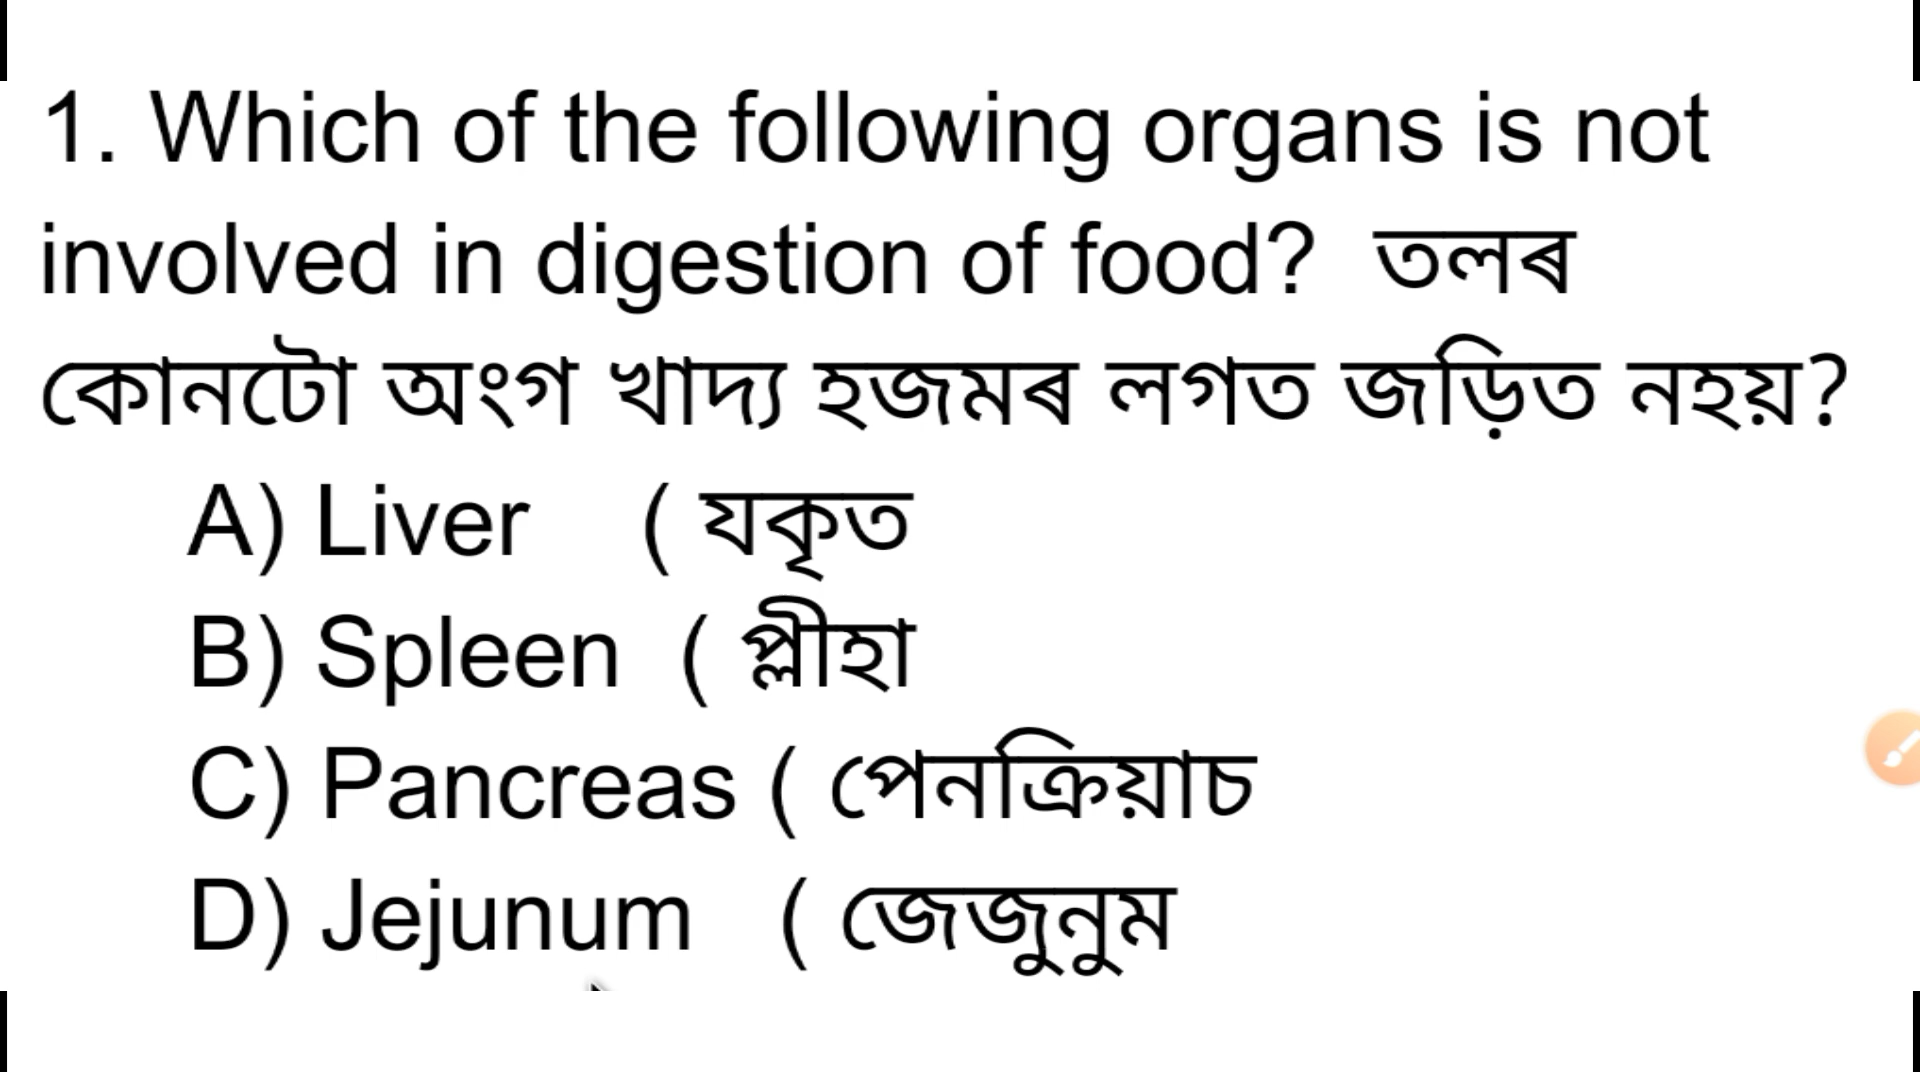 1. Which of the following organs is not
involved in digestion of food? তলৰ
কোনটো অংগ খাদ্য হজমৰ লগত জড়িত নহয়?
A) Liver ( যকৃত
B) Spleen ( প্লীহা
C) Pancreas ( পেনক্রিয়াচ
D) Jejunum ( জেজুনুম